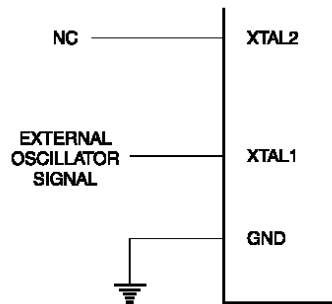 NC
XTAL2
EXTERNAL
OSCILLATOR
SIGNAL
XTAL1
GND